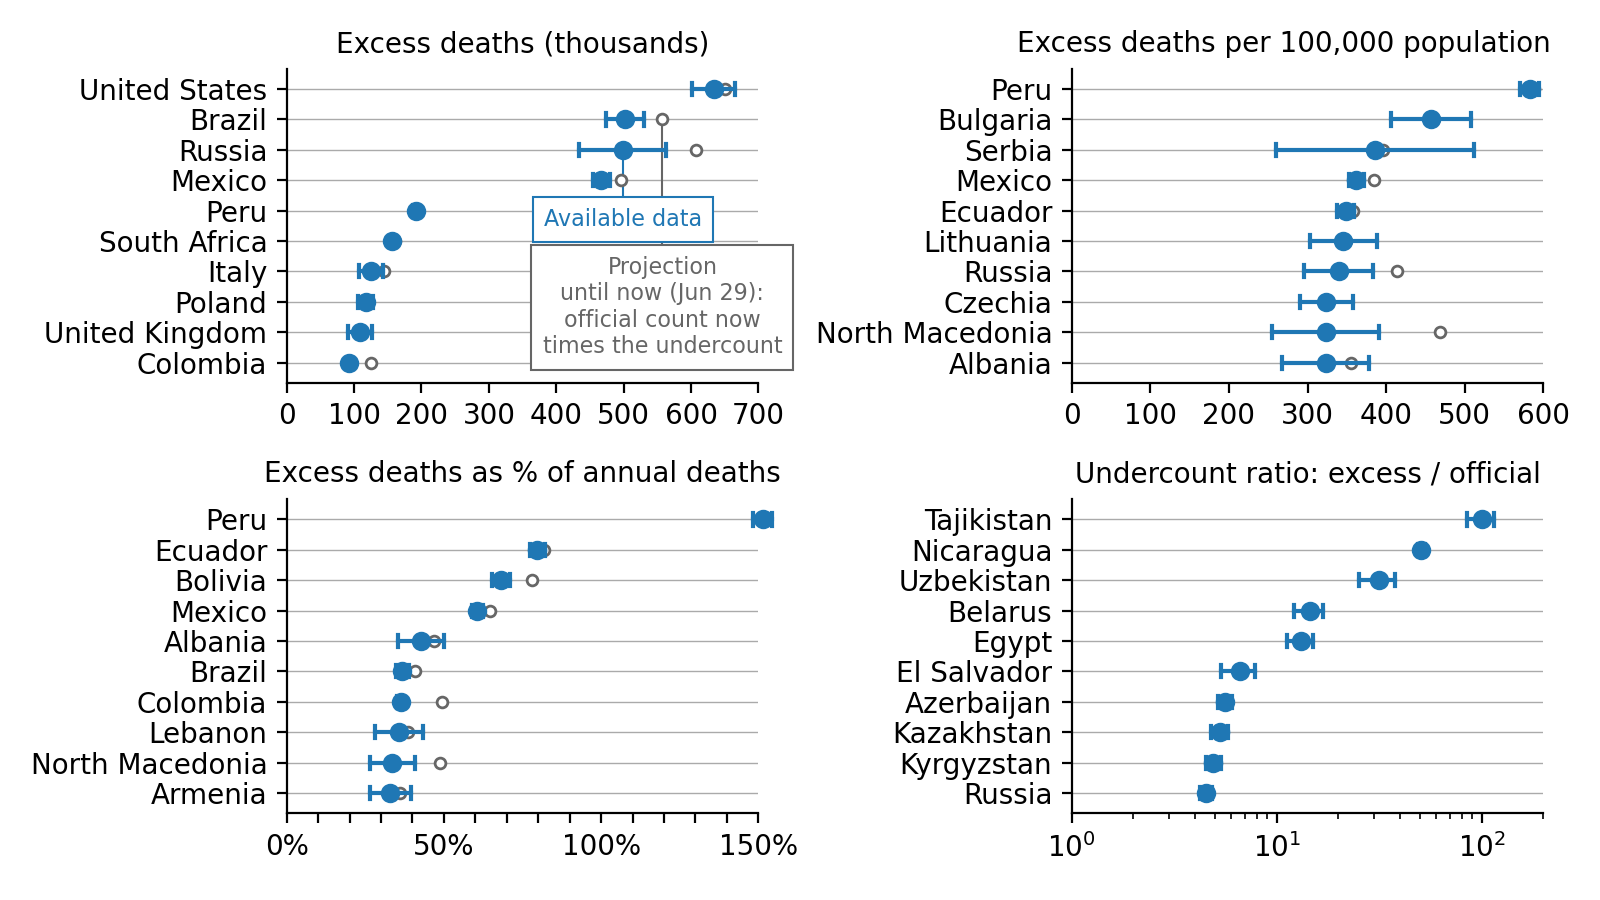 Excess deaths (thousands)
United States
Brazil
Russia
Mexico
Peru
South Africa
Italy
Poland
United Kingdom
Colombia
Available data
Projection
until now (Jun 29):
official count now
times the undercount
0 100 200 300 400 500 600 700
Excess deaths per 100,000 population
Peru
Bulgaria
Serbia
Mexico
Ecuador
Lithuania
Russia
Czechia
North Macedonia
Albania
0 100 200 300 400 500 600
Excess deaths as % of annual deaths
Peru
Ecuador
Bolivia
Mexico
Albania
Brazil
Colombia
Lebanon
North Macedonia
Armenia
0% 50% 100% 150%
Undercount ratio: excess / official
Tajikistan
Nicaragua
Uzbekistan
Belarus
Egypt
El Salvador
Azerbaijan
Kazakhstan
Kyrgyzstan
Russia
10⁰ 10¹ 10²